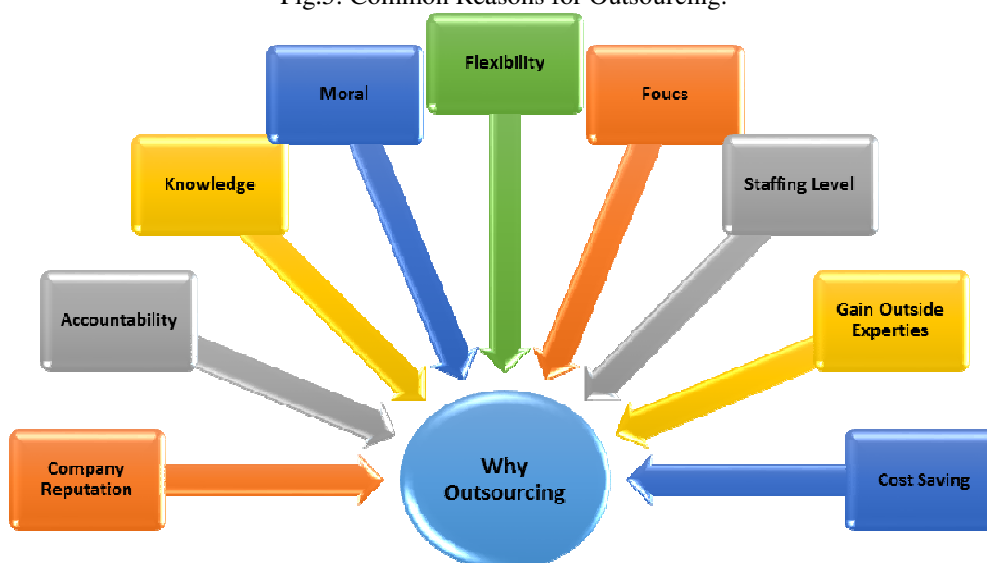 Fig.5. Common Reasons for Outsourcing.
Flexibility
Moral
Foucs
Knowledge
Staffing Level
Accountability
Gain Outside
Experties
Company
Reputation
Why
Outsourcing
Cost Saving